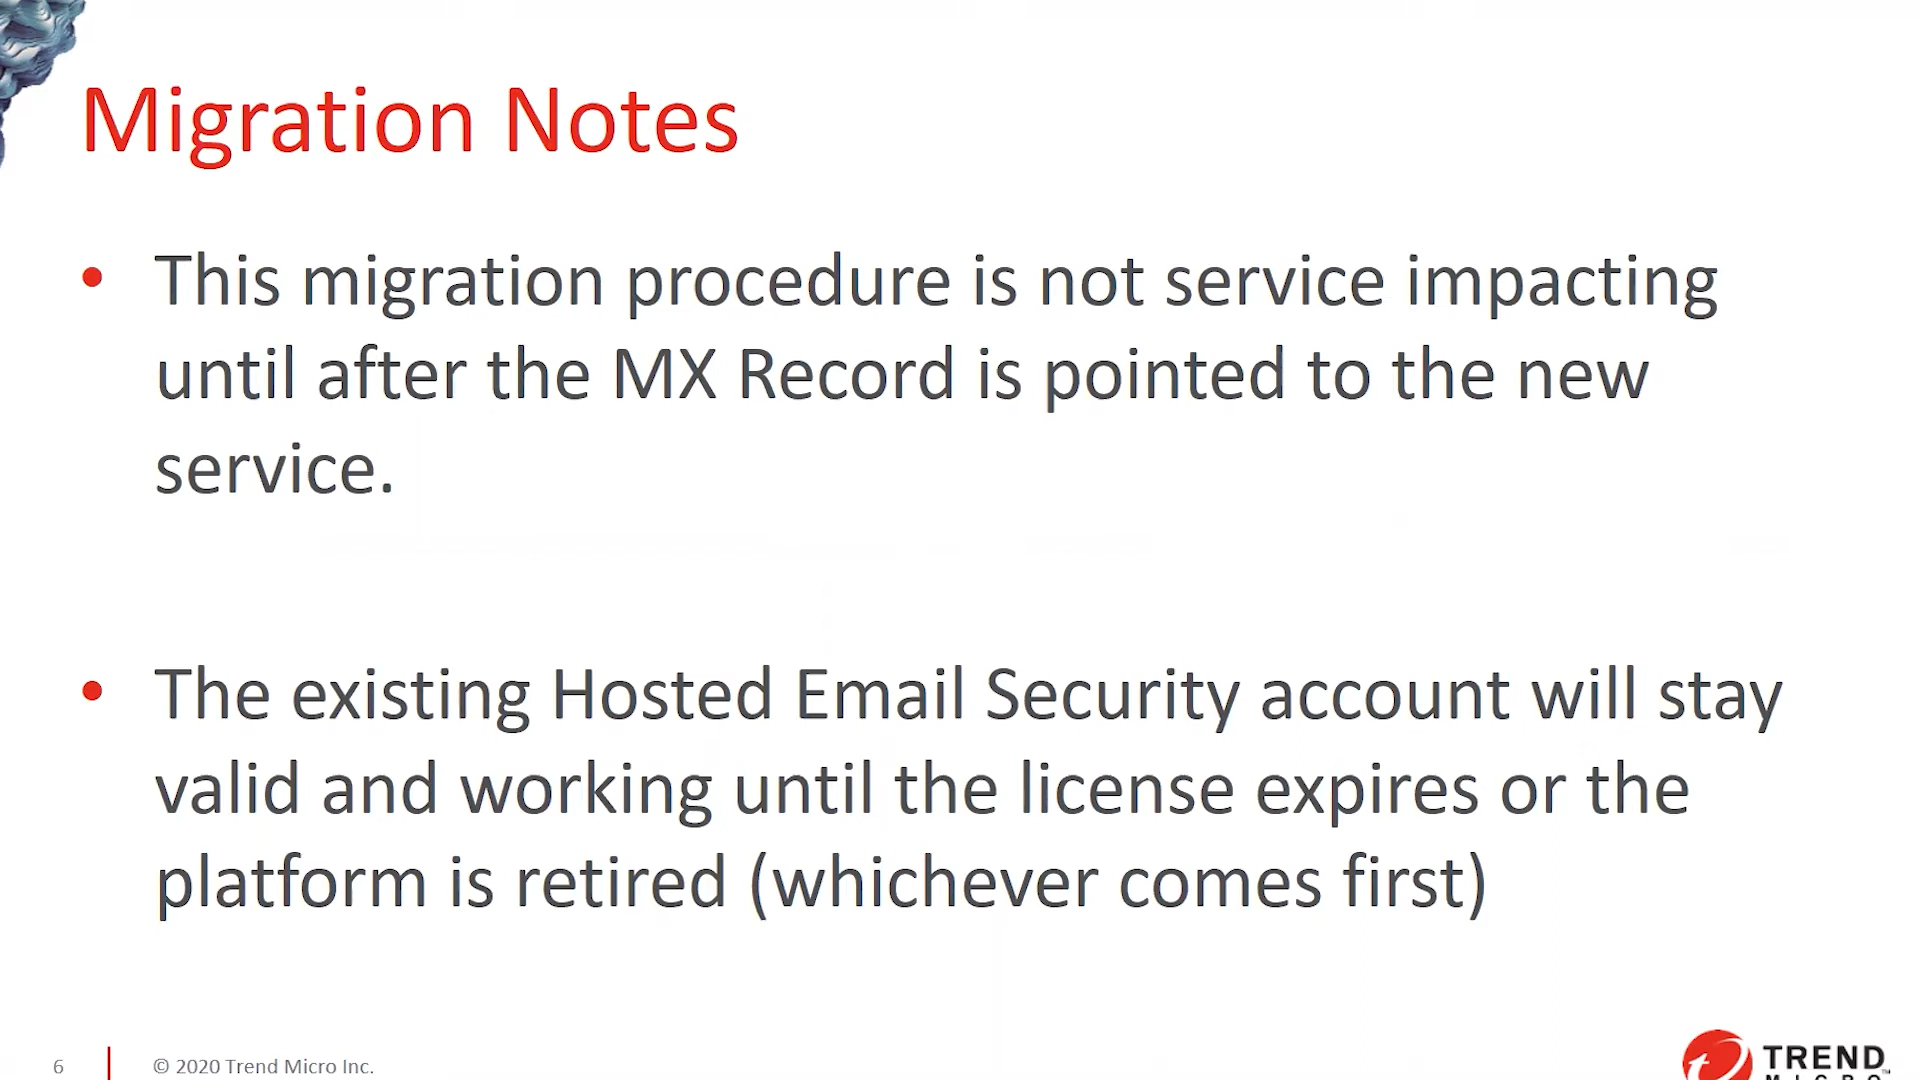 Migration Notes
• This migration procedure is not service impacting
until after the MX Record is pointed to the new
service.
• The existing Hosted Email Security account will stay
valid and working until the license expires or the
platform is retired (whichever comes first)
6
© 2020 Trend Micro Inc.
TREND
MICRO™